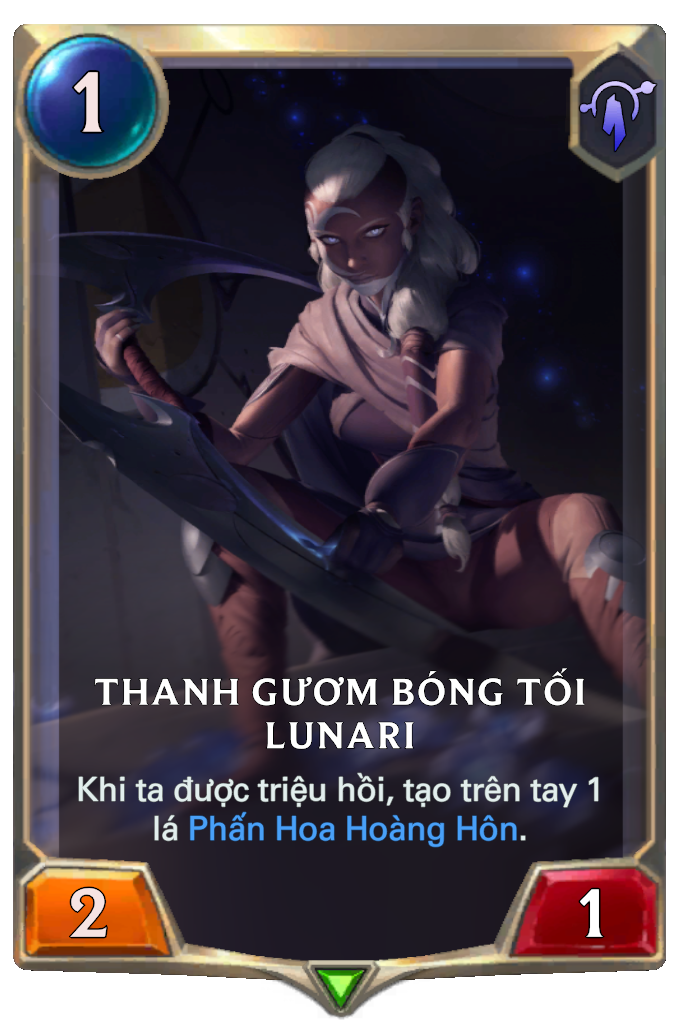 1
THANH GƯƠM BÓNG TỐI
LUNARI
Khi ta được triệu hồi, tạo trên tay 1
lá Phấn Hoa Hoàng Hôn.
2
1